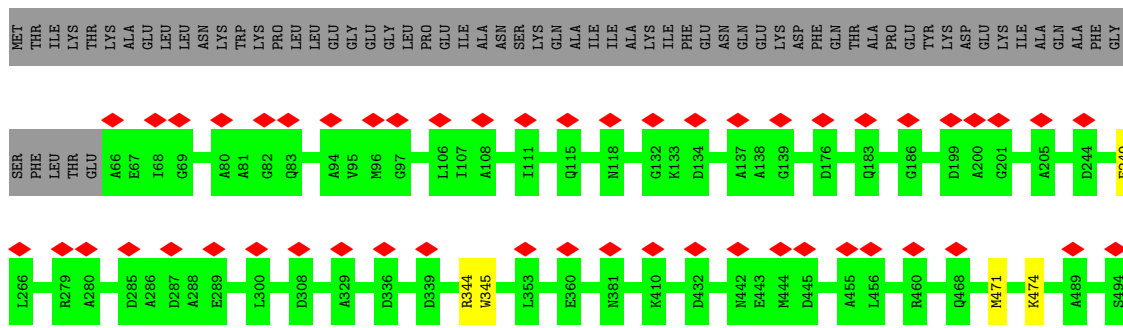 MET THR ILE LYS THR LYS ALA GLU LEU LEU ASN LYS TRP LYS PRO LEU LEU GLU GLY GLU GLY LEU PRO GLU ILE ALA ASN SER LYS GLN ALA ILE ILE ALA LYS ILE PHE GLU ASN GLN GLU LYS ASP PHE GLN THR ALA PRO GLU TYR LYS ASP GLU LYS ILE ALA GLN ALA PHE GLY
SER PHE LEU THR GLU A66 E67 I68 G69 A80 A81 G82 Q83 A94 V95 M96 G97 L106 I107 A108 I111 Q115 N118 G132 K133 D134 A137 A138 G139 D176 Q183 G186 D199 A200 G201 A205 D244
L266 R279 A280 D285 A286 D287 A288 E289 L300 D308 A329 D336 D339 R344 W345 L353 E360 N381 K410 D432 N442 E443 M444 D445 A455 L456 R460 Q468 M471 K474 A489 S494